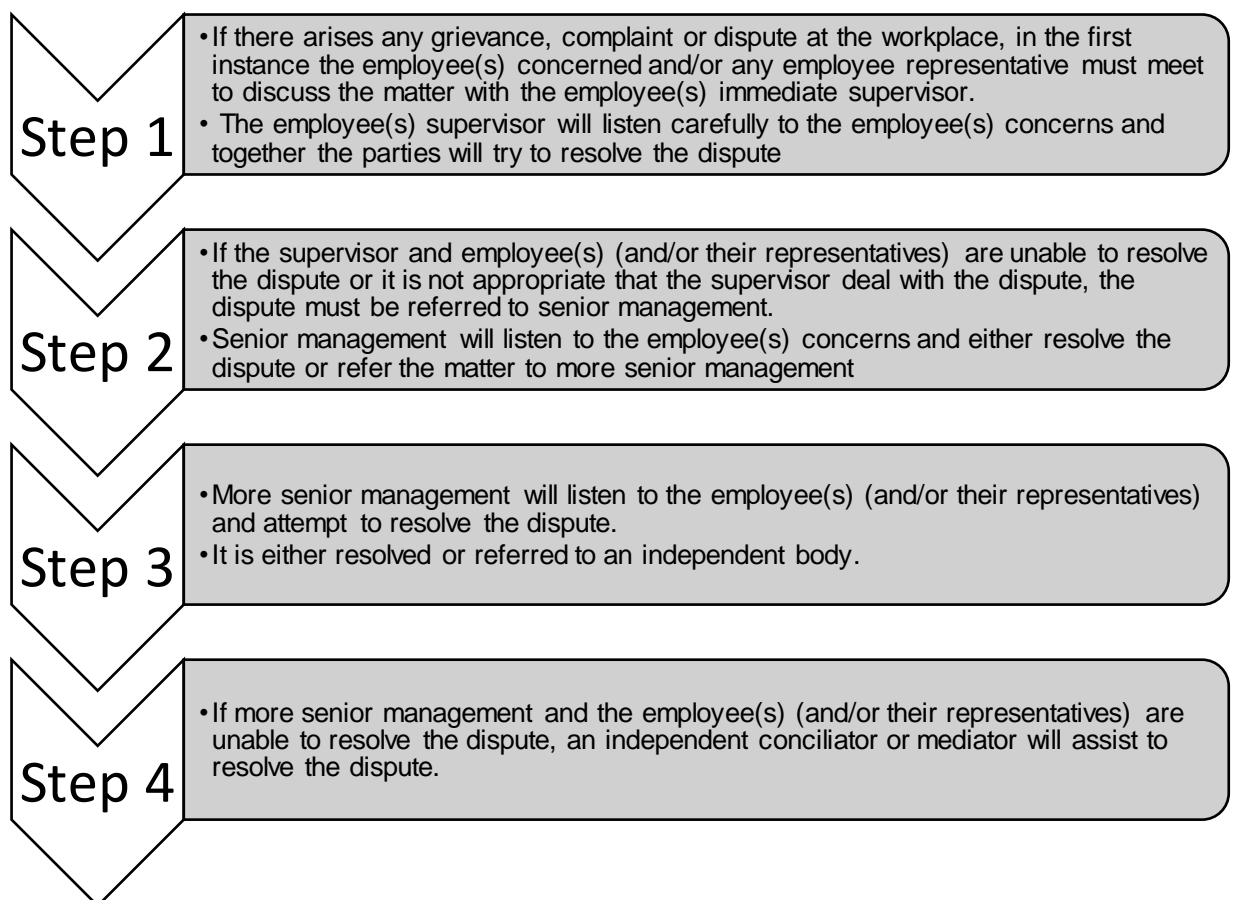 Step 1
•If there arises any grievance, complaint or dispute at the workplace, in the first
instance the employee(s) concerned and/or any employee representative must meet
to discuss the matter with the employee(s) immediate supervisor.
• The employee(s) supervisor will listen carefully to the employee(s) concerns and
together the parties will try to resolve the dispute
Step 2
•If the supervisor and employee(s) (and/or their representatives) are unable to resolve
the dispute or it is not appropriate that the supervisor deal with the dispute, the
dispute must be referred to senior management.
•Senior management will listen to the employee(s) concerns and either resolve the
dispute or refer the matter to more senior management
Step 3
•More senior management will listen to the employee(s) (and/or their representatives)
and attempt to resolve the dispute.
•It is either resolved or referred to an independent body.
Step 4
•If more senior management and the employee(s) (and/or their representatives) are
unable to resolve the dispute, an independent conciliator or mediator will assist to
resolve the dispute.